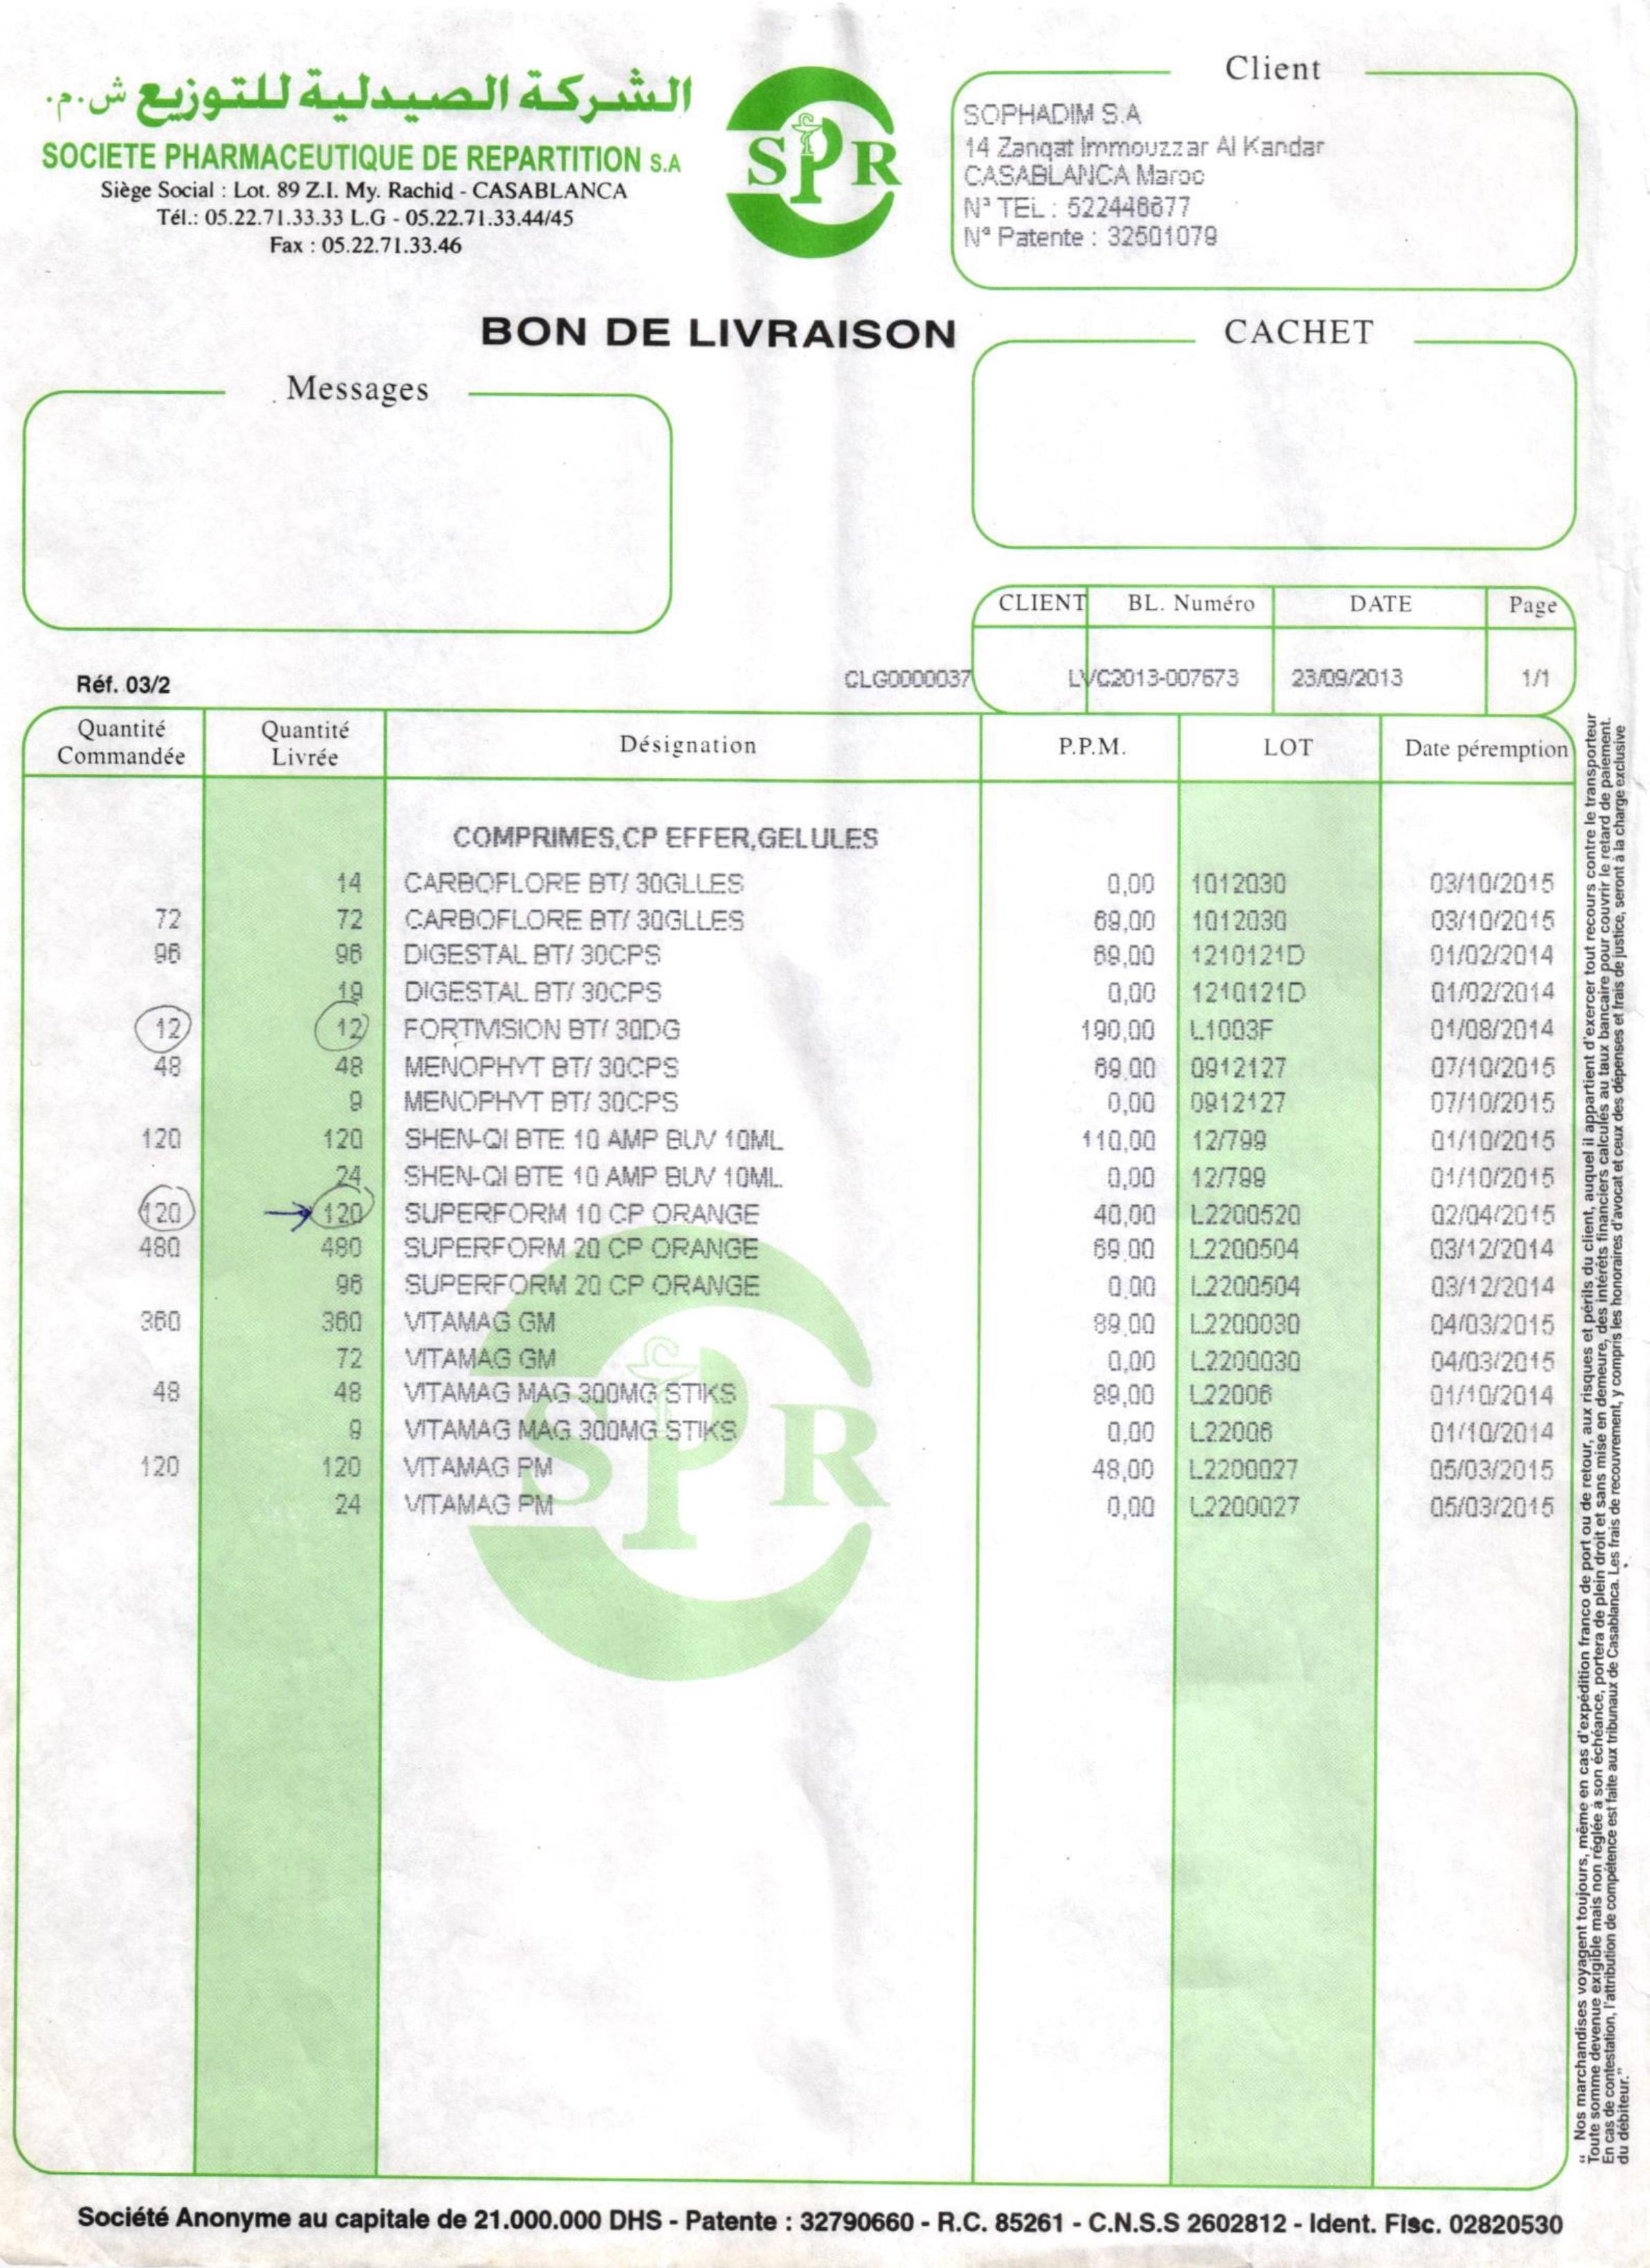 الشركة الصيدلية للتوزيع ش.م.
SOCIETE PHARMACEUTIQUE DE REPARTITION S.A
Siège Social : Lot. 89 Z.I. My. Rachid - CASABLANCA
Tél.: 05.22.71.33.33 L.G - 05.22.71.33.44/45
Fax : 05.22.71.33.46
SPR
Client
SOPHADIM S.A
14 Zanqat Immouzzar Al Kandar
CASABLANCA Maroc
N° TEL : 522448677
N° Patente : 32501079
BON DE LIVRAISON
CACHET
Messages
CLIENT BL. Numéro DATE Page
Réf. 03/2 CLG0000037 LVC2013-007673 23/09/2013 1/1
Quantité Commandée Quantité Livrée Désignation P.P.M. LOT Date péremption
COMPRIMES,CP EFFER,GELULES
14 CARBOFLORE BT/ 30GLLES 0,00 1012030 03/10/2015
72 72 CARBOFLORE BT/ 30GLLES 69,00 1012030 03/10/2015
96 96 DIGESTAL BT/ 30CPS 89,00 1210121D 01/02/2014
19 DIGESTAL BT/ 30CPS 0,00 1210121D 01/02/2014
12 12 FORTIVISION BT/ 30DG 190,00 L1003F 01/08/2014
48 48 MENOPHYT BT/ 30CPS 69,00 0912127 07/10/2015
9 MENOPHYT BT/ 30CPS 0,00 0912127 07/10/2015
120 120 SHEN-QI BTE 10 AMP BUV 10ML 110,00 12/799 01/10/2015
24 SHEN-QI BTE 10 AMP BUV 10ML 0,00 12/799 01/10/2015
120 120 SUPERFORM 10 CP ORANGE 40,00 L2200520 02/04/2015
480 480 SUPERFORM 20 CP ORANGE 69,00 L2200504 03/12/2014
96 SUPERFORM 20 CP ORANGE 0,00 L2200504 03/12/2014
360 360 VITAMAG GM 89,00 L2200030 04/03/2015
72 VITAMAG GM 0,00 L2200030 04/03/2015
48 48 VITAMAG MAG 300MG STIKS 89,00 L22006 01/10/2014
9 VITAMAG MAG 300MG STIKS 0,00 L22006 01/10/2014
120 120 VITAMAG PM 48,00 L2200027 05/03/2015
24 VITAMAG PM 0,00 L2200027 05/03/2015
SPR
“ Nos marchandises voyagent toujours, même en cas d'expédition franco de port ou de retour, aux risques et périls du client, auquel il appartient d'exercer tout recours contre le transporteur
Toute somme devenue exigible mais non réglée à son échéance, portera de plein droit et sans mise en demeure, des intérêts financiers calculés au taux bancaire pour couvrir le retard de paiement.
En cas de contestation, l'attribution de compétence est faite aux tribunaux de Casablanca. Les frais de recouvrement, y compris les honoraires d'avocat et ceux des dépenses et frais de justice, seront à la charge exclusive
du débiteur.”
Société Anonyme au capitale de 21.000.000 DHS - Patente : 32790660 - R.C. 85261 - C.N.S.S 2602812 - Ident. Fisc. 02820530